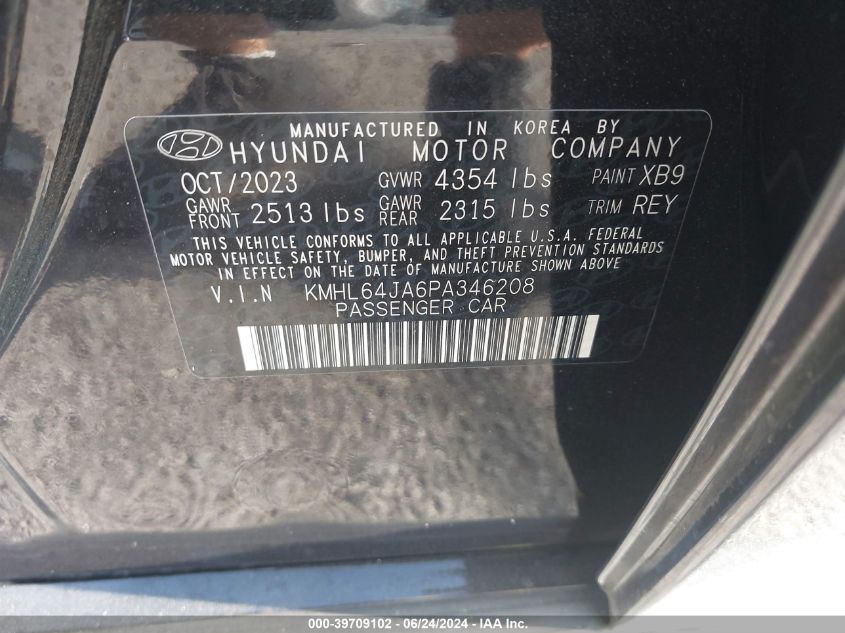 MANUFACTURED IN KOREA BY
HYUNDAI MOTOR COMPANY
OCT/2023 GVWR 4354 lbs PAINT XB9
GAWR FRONT 2513 lbs GAWR REAR 2315 lbs TRIM REY
THIS VEHICLE CONFORMS TO ALL APPLICABLE U.S.A. FEDERAL
MOTOR VEHICLE SAFETY, BUMPER, AND THEFT PREVENTION STANDARDS
IN EFFECT ON THE DATE OF MANUFACTURE SHOWN ABOVE
V.I.N KMHL64JA6PA346208
PASSENGER CAR
000-39709102 - 06/24/2024 - IAA Inc.